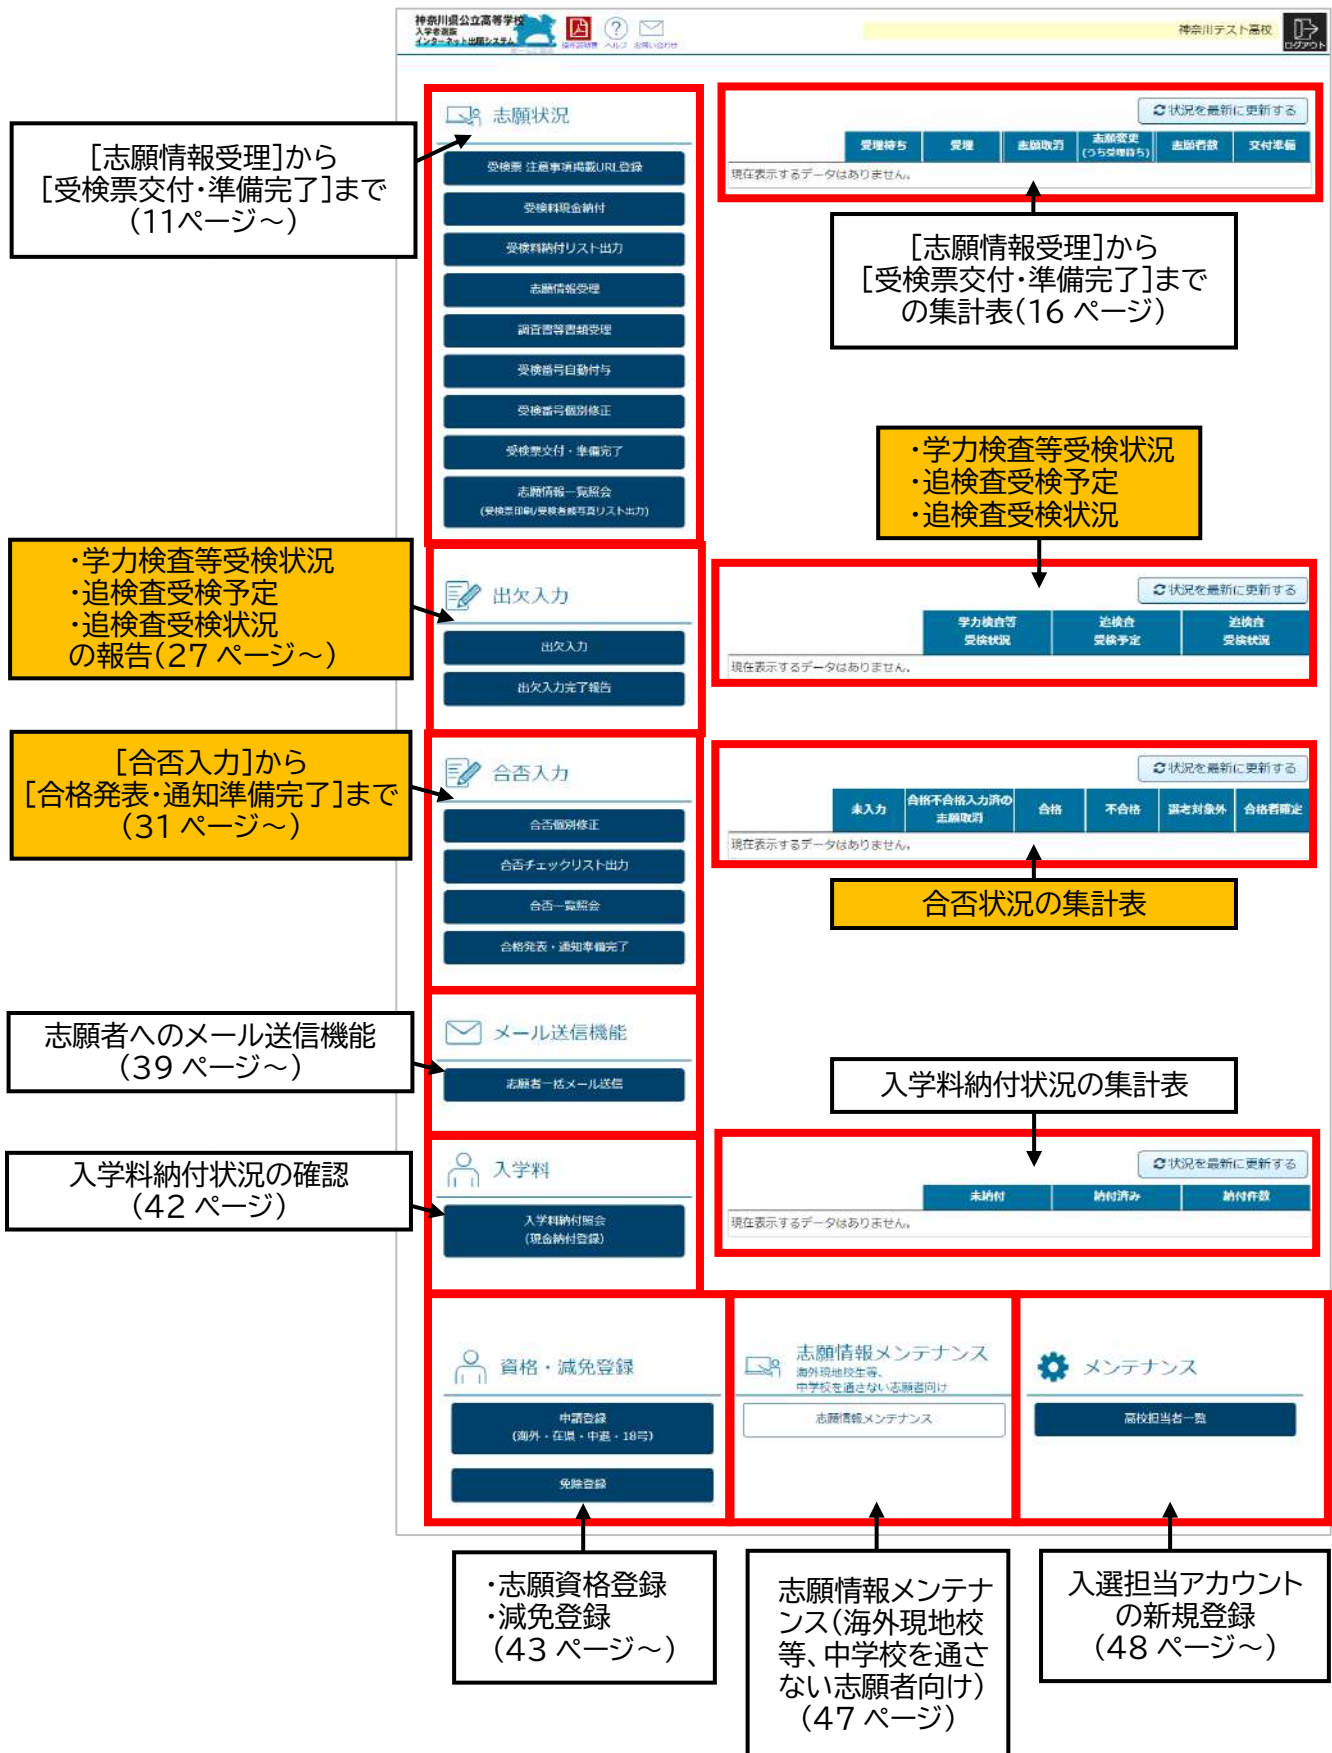 神奈川県公立高等学校
入学者選抜
インターネット出願システム
操作説明書
ヘルプ
お問い合わせ
神奈川テスト高校
ログアウト
[志願情報受理]から
[受検票交付・準備完了]まで
(11ページ～)
志願状況
受検票 注意事項掲載URL登録
受検料現金納付
受検料納付リスト出力
志願情報受理
調査書等書類受理
受検番号自動付与
受検番号個別修正
受検票交付・準備完了
志願情報一覧照会
(受検票印刷/受検者顔写真リスト出力)
状況を最新に更新する
受理待ち 受理 志願取消 志願変更 (うち受理待ち) 志願者数 交付準備
現在表示するデータはありません。
[志願情報受理]から
[受検票交付・準備完了]まで
の集計表(16 ページ)
・学力検査等受検状況
・追検査受検予定
・追検査受検状況
の報告(27 ページ～)
出欠入力
出欠入力
出欠入力完了報告
・学力検査等受検状況
・追検査受検予定
・追検査受検状況
状況を最新に更新する
学力検査等 追検査 追検査
受検状況 受検予定 受検状況
現在表示するデータはありません。
[合否入力]から
[合格発表・通知準備完了]まで
(31 ページ～)
合否入力
合否個別修正
合否チェックリスト出力
合否一覧照会
合格発表・通知準備完了
状況を最新に更新する
未入力 合格不合格入力済の 志願取消 合格 不合格 選考対象外 合格者確定
現在表示するデータはありません。
合否状況の集計表
志願者へのメール送信機能
(39 ページ～)
メール送信機能
志願者一括メール送信
入学料納付状況の確認
(42 ページ)
入学料
入学料納付照会
(現金納付登録)
入学料納付状況の集計表
状況を最新に更新する
未納付 納付済み 納付件数
現在表示するデータはありません。
資格・減免登録
申請登録
(海外・在県・中退・18号)
免除登録
志願情報メンテナンス
海外現地校生等、
中学校を通さない志願者向け
志願情報メンテナンス
メンテナンス
高校担当者一覧
・志願資格登録
・減免登録
(43 ページ～)
志願情報メンテナ
ンス(海外現地校
等、中学校を通さ
ない志願者向け)
(47 ページ)
入選担当アカウント
の新規登録
(48 ページ～)